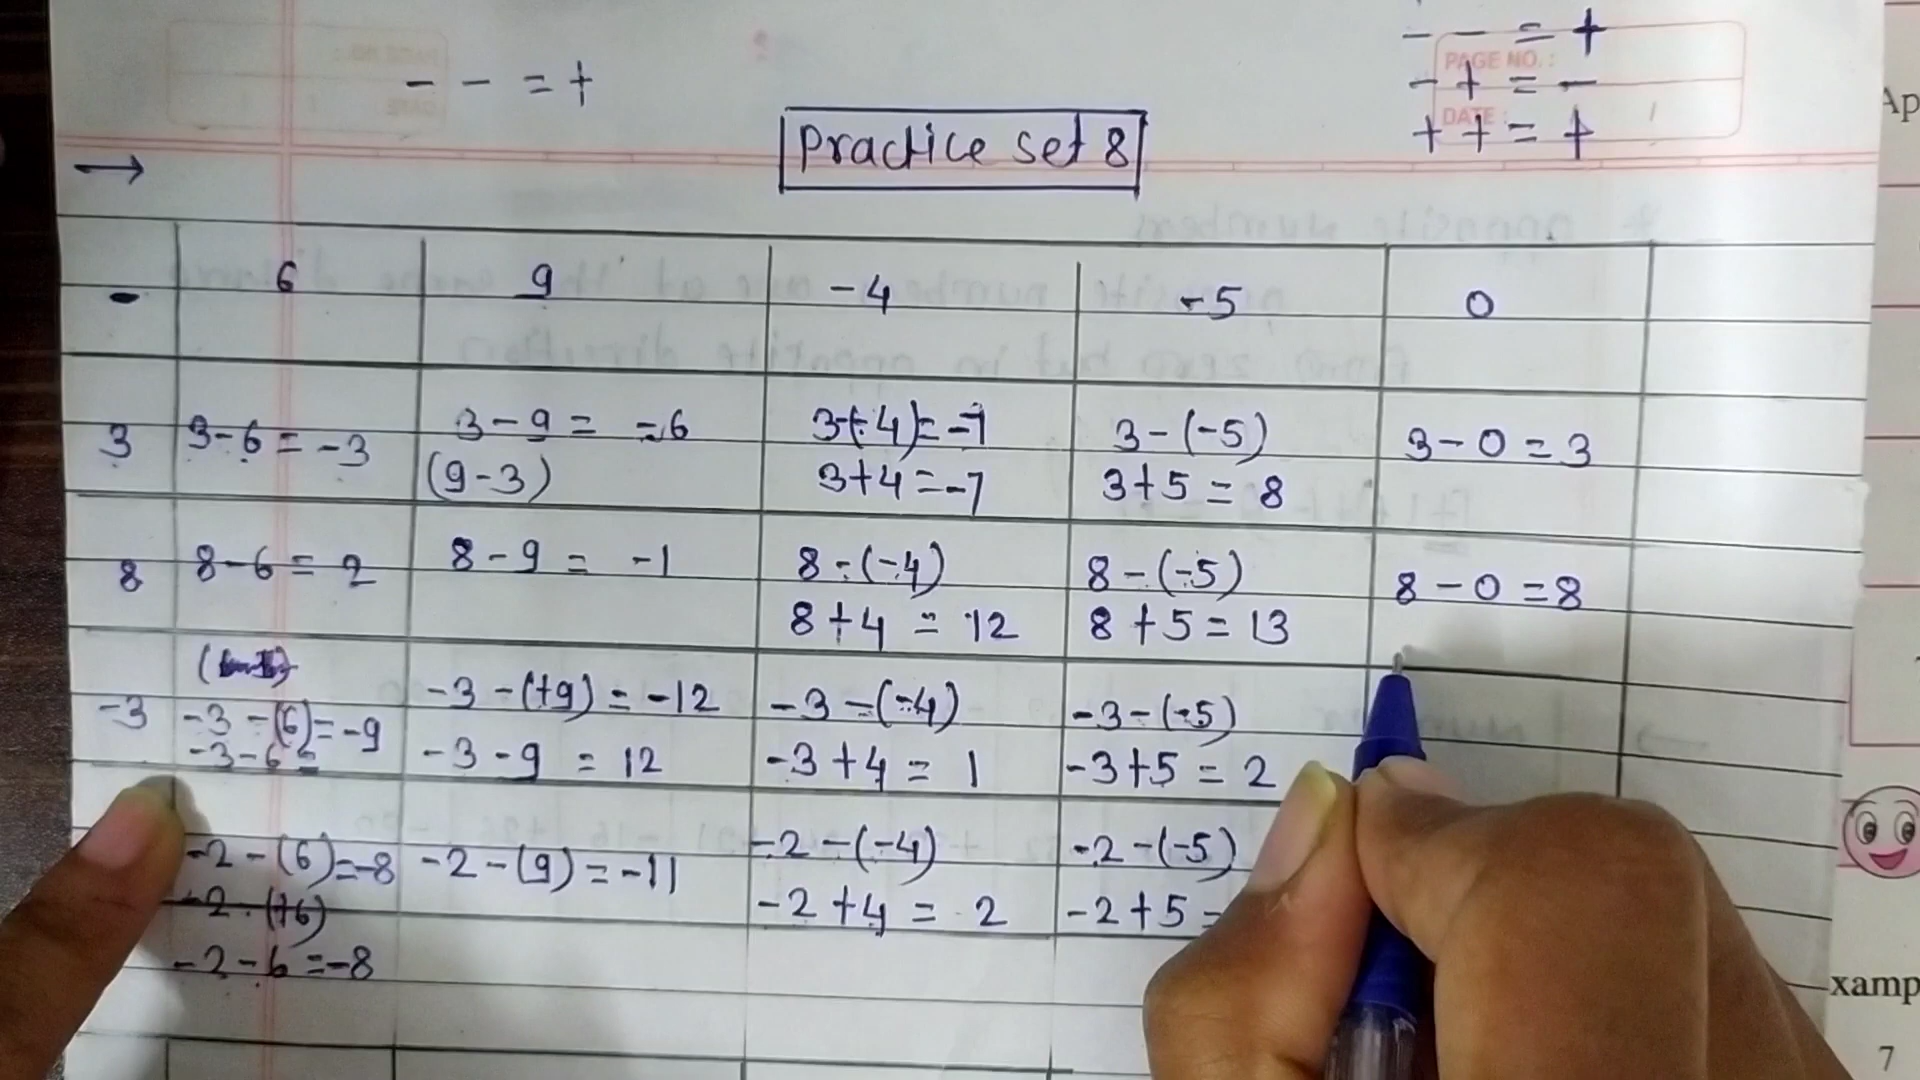 - - = +
- - = +
PAGE NO. :
- + = -
DATE :
+ + = +
Practice Set 8
→
- 6 9 -4 -5 0
3 3-6 = -3 3-9 = -6 3-(-4)= -7 3-(-5) 3-0 = 3
(9-3) 3+4 = -7 3+5 = 8
8 8-6 = 2 8-9 = -1 8-(-4) 8-(-5) 8-0 = 8
8+4 = 12 8+5 = 13
-3 -3-(6)= -9 -3-(+9) = -12 -3-(-4) -3-(-5)
-3-6 = -3-9 = 12 -3+4 = 1 -3+5 = 2
-2-(6)=-8 -2-(9) = -11 -2-(-4) -2-(-5)
-2-(+6) -2+4 = 2 -2+5 =
-2-6 = -8
Ap
xamp
7